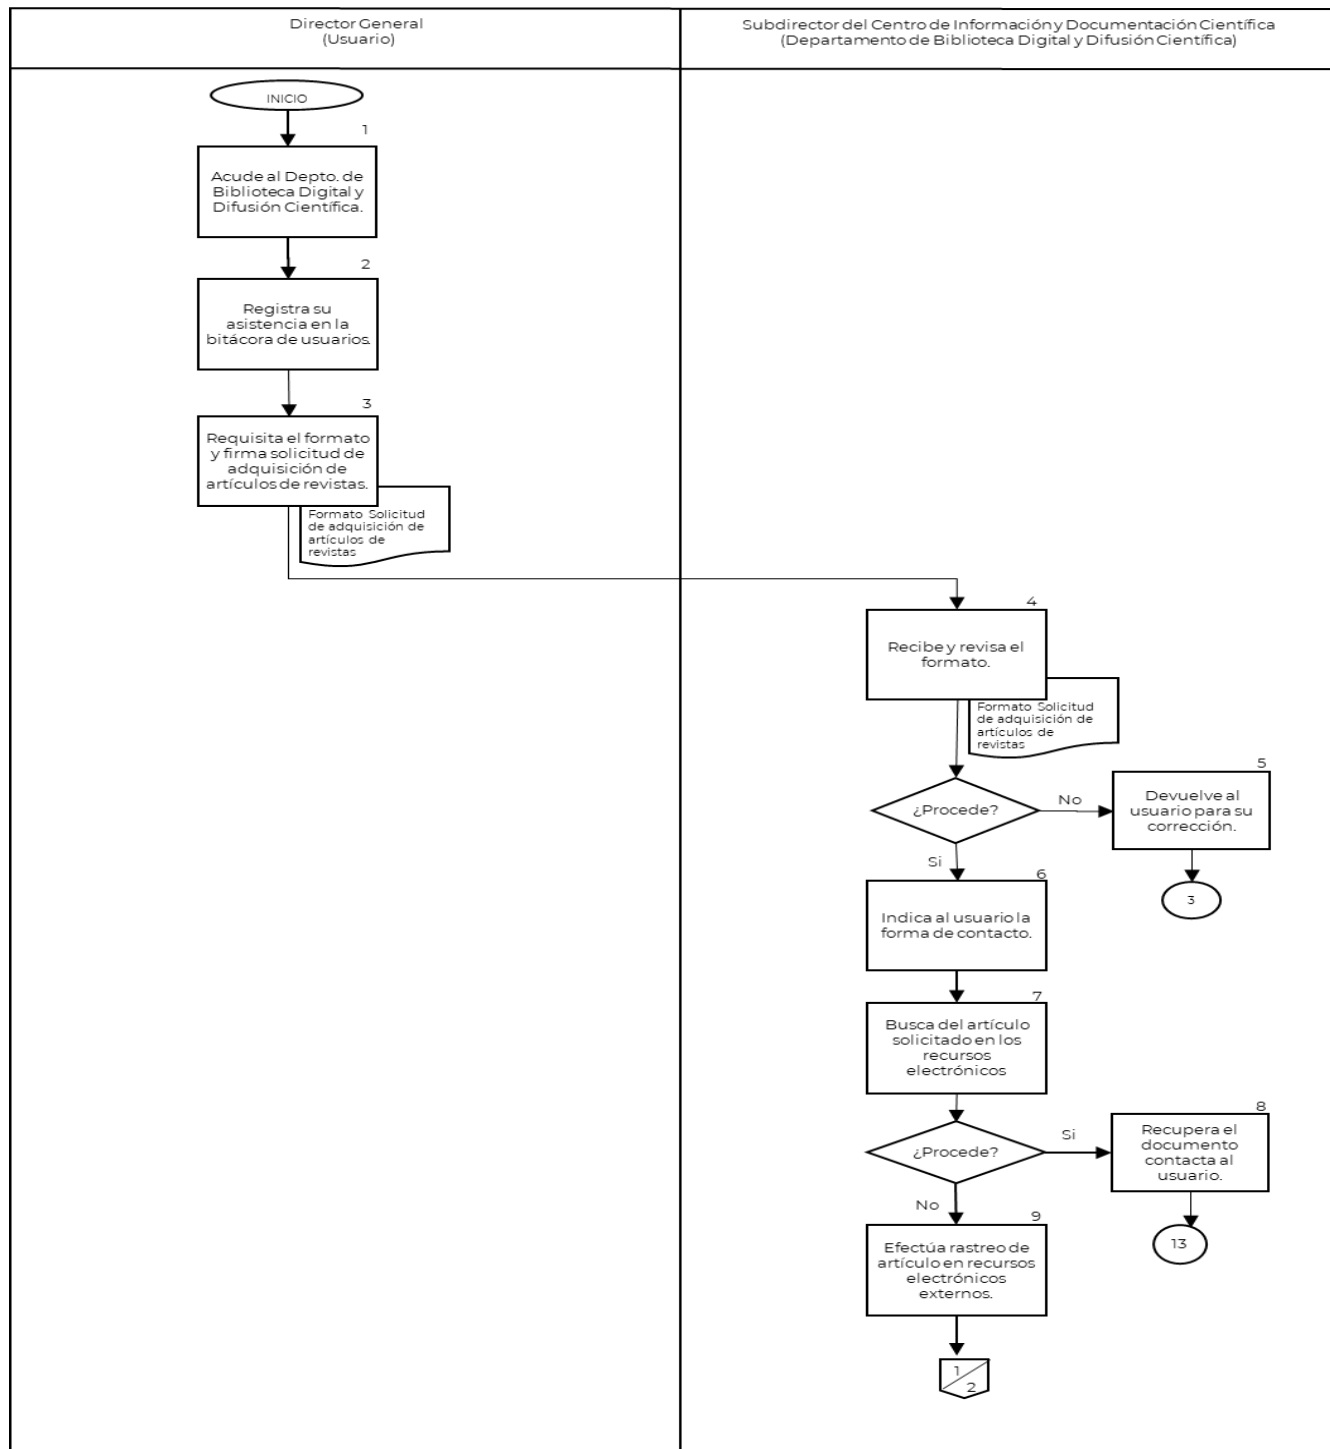 Director General
(Usuario)
Subdirector del Centro de Información y Documentación Científica
(Departamento de Biblioteca Digital y Difusión Científica)
INICIO
1
Acude al Depto. de
Biblioteca Digital y
Difusión Científica.
2
Registra su
asistencia en la
bitácora de usuarios.
3
Requisita el formato
y firma solicitud de
adquisición de
artículos de revistas.
Formato Solicitud
de adquisición de
artículos de
revistas
4
Recibe y revisa el
formato.
Formato Solicitud
de adquisición de
artículos de
revistas
¿Procede?
No
5
Devuelve al
usuario para su
corrección.
3
Si
6
Indica al usuario la
forma de contacto.
7
Busca del artículo
solicitado en los
recursos
electrónicos
¿Procede?
Si
8
Recupera el
documento
contacta al
usuario.
13
No
9
Efectúa rastreo de
artículo en recursos
electrónicos
externos.
1
2